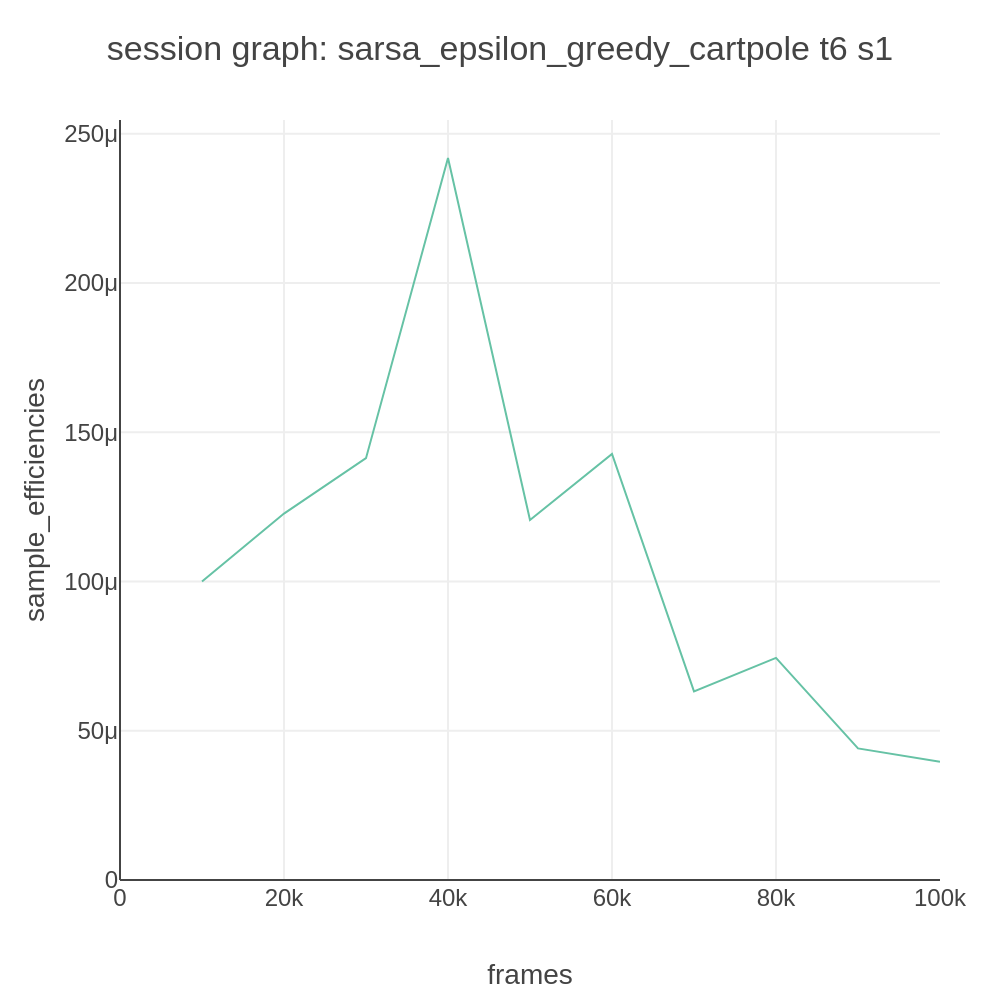 session graph: sarsa_epsilon_greedy_cartpole t6 s1
250μ
200μ
150μ
100μ
50μ
0
sample_efficiencies
0
20k
40k
60k
80k
100k
frames